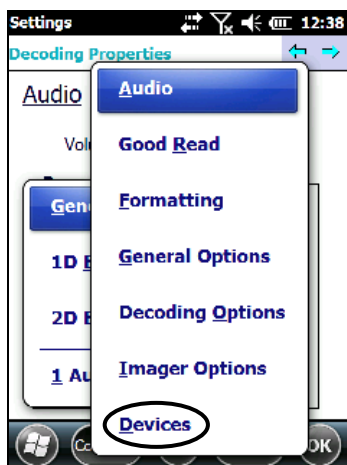 Settings 12:38
Decoding Properties
Audio
Audio
Good Read
Formatting
General Options
Decoding Options
Imager Options
Devices
1D
2D
1
OK